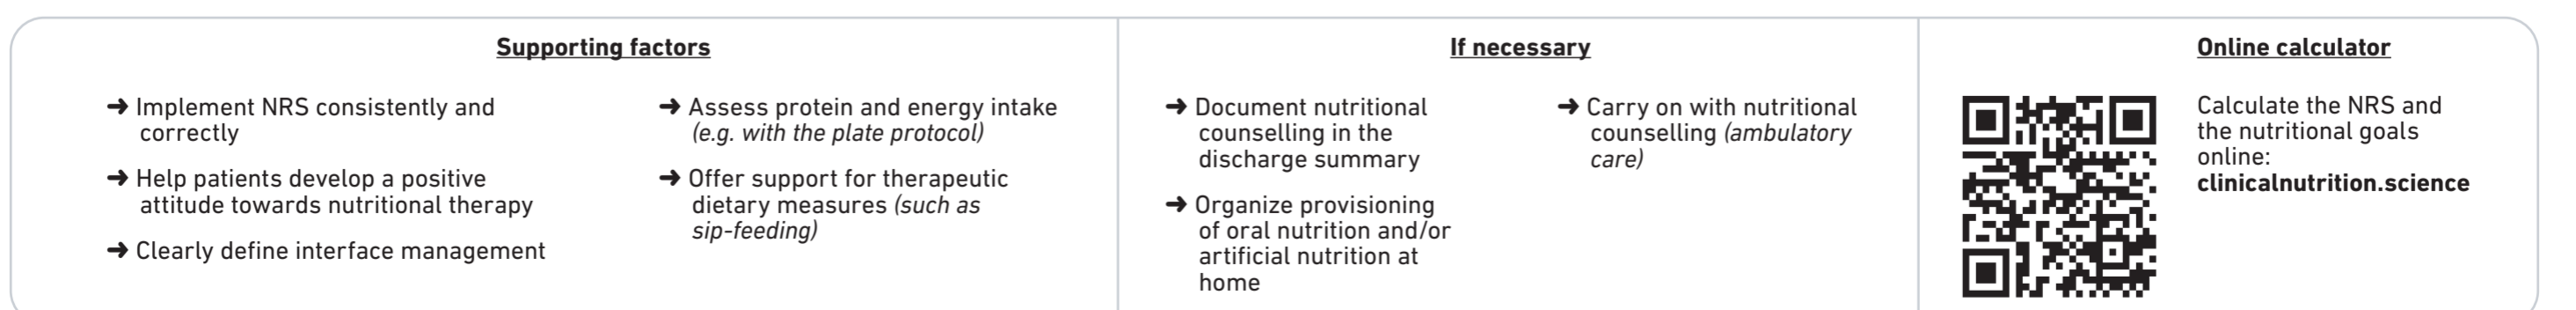 Supporting factors
➜ Implement NRS consistently and
correctly
➜ Help patients develop a positive
attitude towards nutritional therapy
➜ Clearly define interface management
➜ Assess protein and energy intake
(e.g. with the plate protocol)
➜ Offer support for therapeutic
dietary measures (such as
sip-feeding)
If necessary
➜ Document nutritional
counselling in the
discharge summary
➜ Organize provisioning
of oral nutrition and/or
artificial nutrition at
home
➜ Carry on with nutritional
counselling (ambulatory
care)
Online calculator
Calculate the NRS and
the nutritional goals
online:
clinicalnutrition.science